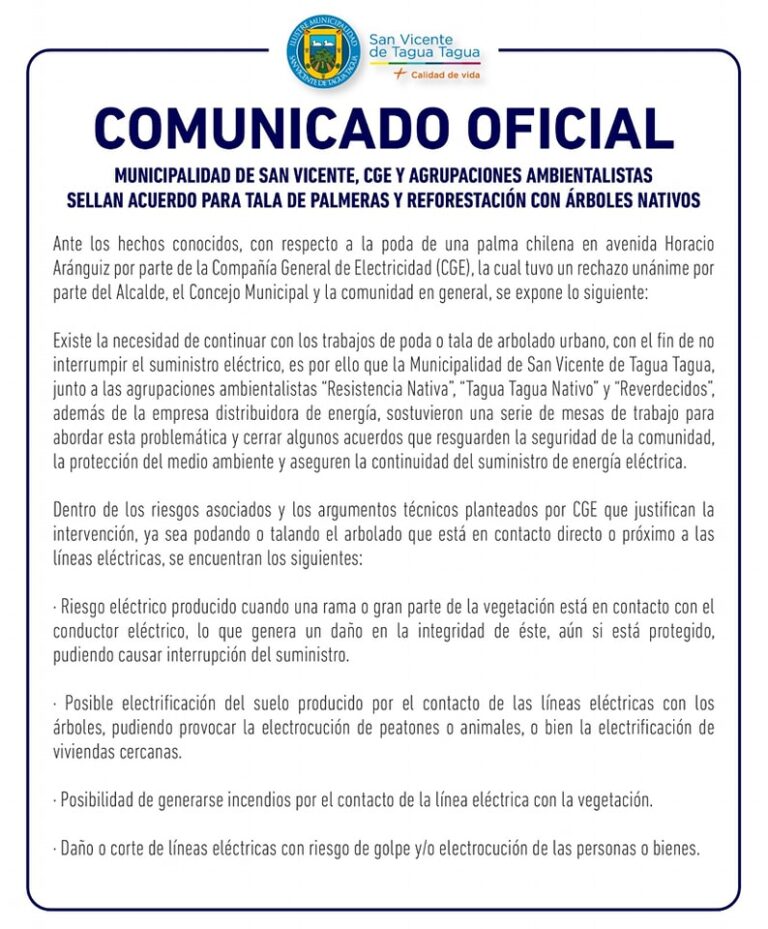 ILUSTRE MUNICIPALIDAD
SAN VICENTE DE TAGUA TAGUA
San Vicente
de Tagua Tagua
+ Calidad de vida
COMUNICADO OFICIAL
MUNICIPALIDAD DE SAN VICENTE, CGE Y AGRUPACIONES AMBIENTALISTAS
SELLAN ACUERDO PARA TALA DE PALMERAS Y REFORESTACIÓN CON ÁRBOLES NATIVOS
Ante los hechos conocidos, con respecto a la poda de una palma chilena en avenida Horacio
Aránguiz por parte de la Compañía General de Electricidad (CGE), la cual tuvo un rechazo unánime por
parte del Alcalde, el Concejo Municipal y la comunidad en general, se expone lo siguiente:
Existe la necesidad de continuar con los trabajos de poda o tala de arbolado urbano, con el fin de no
interrumpir el suministro eléctrico, es por ello que la Municipalidad de San Vicente de Tagua Tagua,
junto a las agrupaciones ambientalistas “Resistencia Nativa”, “Tagua Tagua Nativo” y “Reverdecidos”,
además de la empresa distribuidora de energía, sostuvieron una serie de mesas de trabajo para
abordar esta problemática y cerrar algunos acuerdos que resguarden la seguridad de la comunidad,
la protección del medio ambiente y aseguren la continuidad del suministro de energía eléctrica.
Dentro de los riesgos asociados y los argumentos técnicos planteados por CGE que justifican la
intervención, ya sea podando o talando el arbolado que está en contacto directo o próximo a las
líneas eléctricas, se encuentran los siguientes:
· Riesgo eléctrico producido cuando una rama o gran parte de la vegetación está en contacto con el
conductor eléctrico, lo que genera un daño en la integridad de éste, aún si está protegido,
pudiendo causar interrupción del suministro.
· Posible electrificación del suelo producido por el contacto de las líneas eléctricas con los
árboles, pudiendo provocar la electrocución de peatones o animales, o bien la electrificación de
viviendas cercanas.
· Posibilidad de generarse incendios por el contacto de la línea eléctrica con la vegetación.
· Daño o corte de líneas eléctricas con riesgo de golpe y/o electrocución de las personas o bienes.